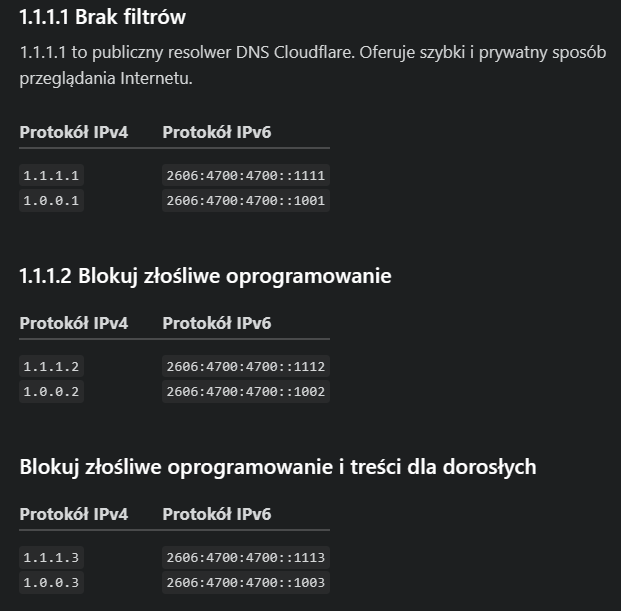 1.1.1.1 Brak filtrów
1.1.1.1 to publiczny resolwer DNS Cloudflare. Oferuje szybki i prywatny sposób
przeglądania Internetu.
Protokół IPv4 Protokół IPv6
1.1.1.1 2606:4700:4700::1111
1.0.0.1 2606:4700:4700::1001
1.1.1.2 Blokuj złośliwe oprogramowanie
Protokół IPv4 Protokół IPv6
1.1.1.2 2606:4700:4700::1112
1.0.0.2 2606:4700:4700::1002
Blokuj złośliwe oprogramowanie i treści dla dorosłych
Protokół IPv4 Protokół IPv6
1.1.1.3 2606:4700:4700::1113
1.0.0.3 2606:4700:4700::1003